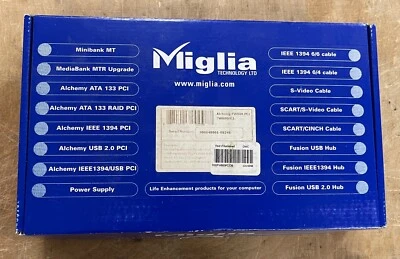 Miglia
TECHNOLOGY LTD
www.miglia.com
Minibank MT
MediaBank MTR Upgrade
Alchemy ATA 133 PCI
Alchemy ATA 133 RAID PCI
Alchemy IEEE 1394 PCI
Alchemy USB 2.0 PCI
Alchemy IEEE1394/USB PCI
Power Supply
IEEE 1394 6/6 cable
IEEE 1394 6/4 cable
S-Video Cable
SCART/S-Video Cable
SCART/CINCH Cable
Fusion USB Hub
Fusion IEEE1394 Hub
Fusion USB 2.0 Hub
Life Enhancement products for your computer